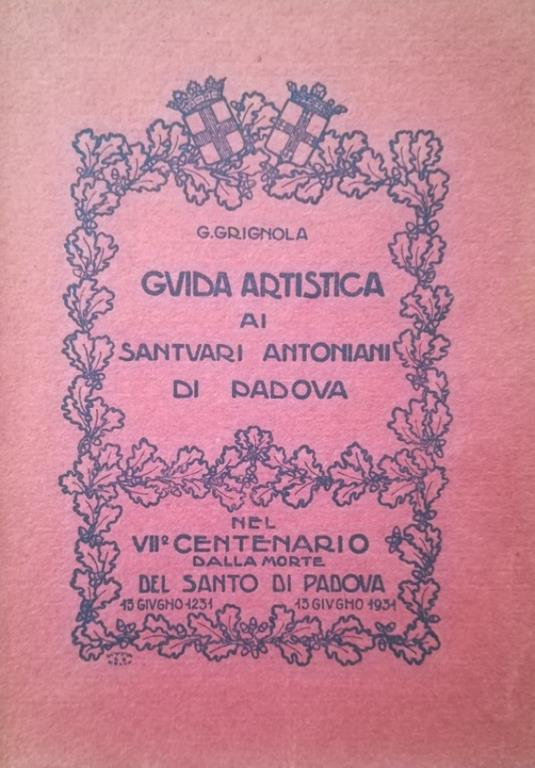 G. GRIGNOLA
GVIDA ARTISTICA
AI
SANTVARI ANTONIANI
DI PADOVA
NEL
VIIº CENTENARIO
DALLA MORTE
DEL SANTO DI PADOVA
13 GIVGNO 1231 13 GIVGNO 1931